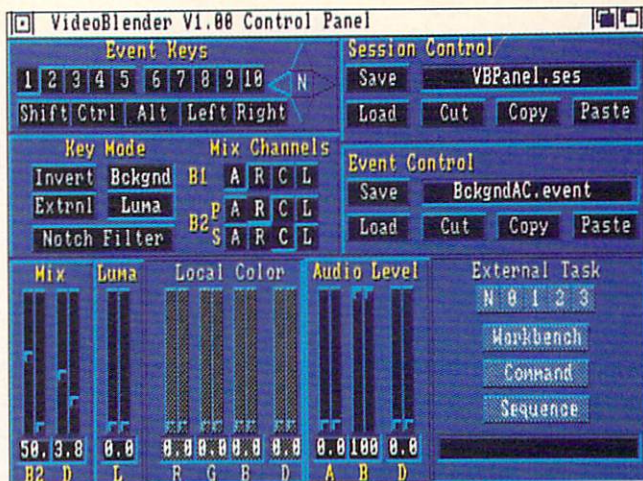 VideoBlender V1.00 Control Panel
Event Keys
1 2 3 4 5 6 7 8 9 10 N
Shift Ctrl Alt Left Right
Session Control
Save VBPanel.ses
Load Cut Copy Paste
Key Mode
Invert Bckgnd
Extrnl Luma
Notch Filter
Mix Channels
B1 A R C L
B2 P A R C L
S A R C L
Event Control
Save BckgndAC.event
Load Cut Copy Paste
Mix
50. 3.8
B2 D
Luma
0.0
L
Local Color
0.0 0.0 0.0 0.0
R G B D
Audio Level
0.0 100 0.0
A B D
External Task
N 0 1 2 3
Workbench
Command
Sequence